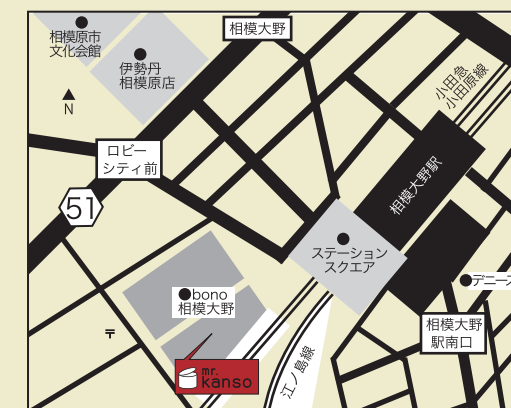 相模原市
文化会館
伊勢丹
相模原店
相模大野
小田急
小田原線
N
ロビー
シティ前
51
相模大野駅
ステーション
スクエア
デニーズ
bono
相模大野
相模大野
駅南口
〒
mr.
kanso
江ノ島線